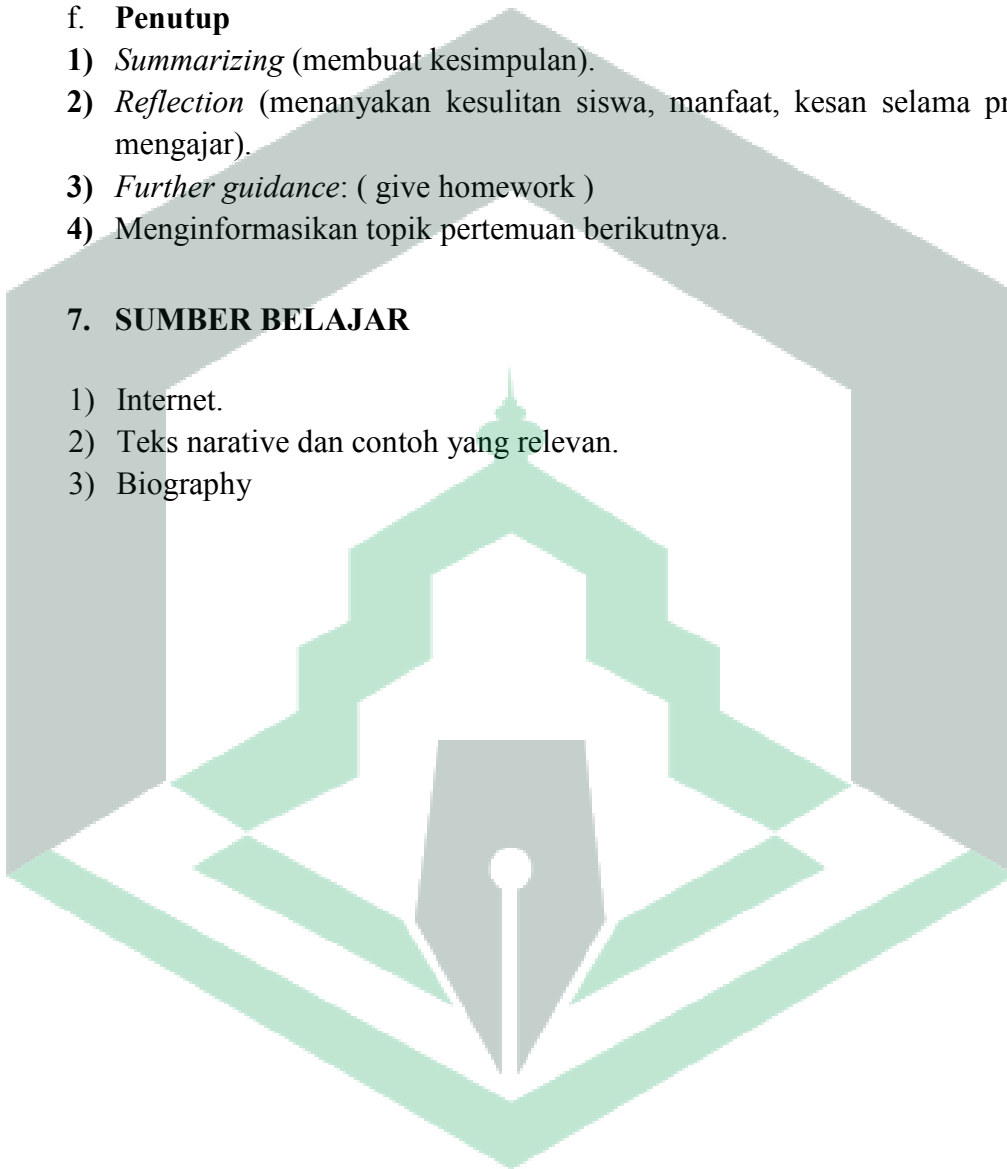 f. Penutup
1) Summarizing (membuat kesimpulan).
2) Reflection (menanyakan kesulitan siswa, manfaat, kesan selama
mengajar).
3) Further guidance: ( give homework )
4) Menginformasikan topik pertemuan berikutnya.
7. SUMBER BELAJAR
1) Internet.
2) Teks narative dan contoh yang relevan.
3) Biography